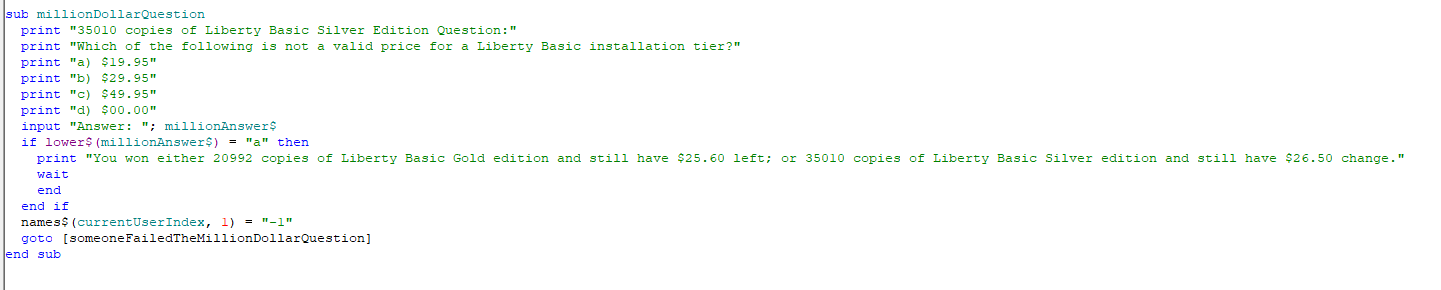 sub millionDollarQuestion
print "35010 copies of Liberty Basic Silver Edition Question:"
print "Which of the following is not a valid price for a Liberty Basic installation tier?"
print "a) $19.95"
print "b) $29.95"
print "c) $49.95"
print "d) $00.00"
input "Answer: "; millionAnswer$
if lower$(millionAnswer$) = "a" then
print "You won either 20992 copies of Liberty Basic Gold edition and still have $25.60 left; or 35010 copies of Liberty Basic Silver edition and still have $26.50 change."
wait
end
end if
names$(currentUserIndex, 1) = "-1"
goto [someoneFailedTheMillionDollarQuestion]
end sub